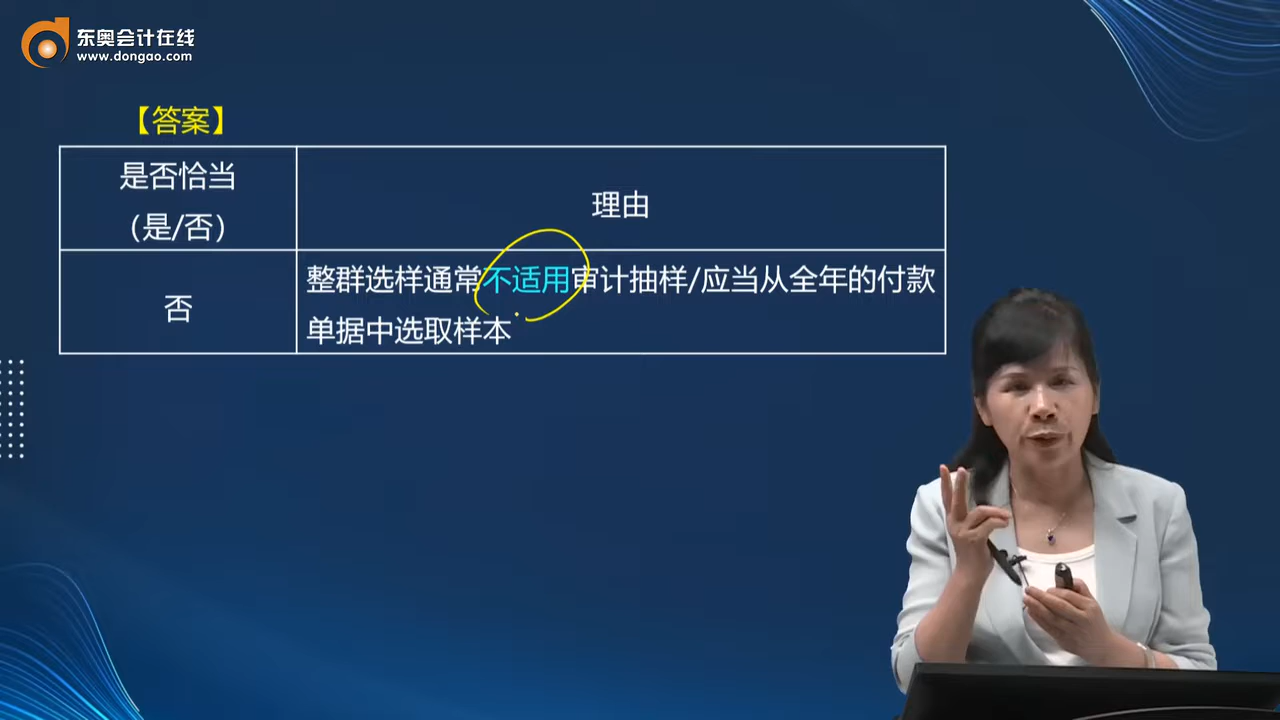 东奥会计在线
www.dongao.com
【答案】
是否恰当
（是/否）
理由
否
整群选样通常不适用审计抽样/应当从全年的付款
单据中选取样本